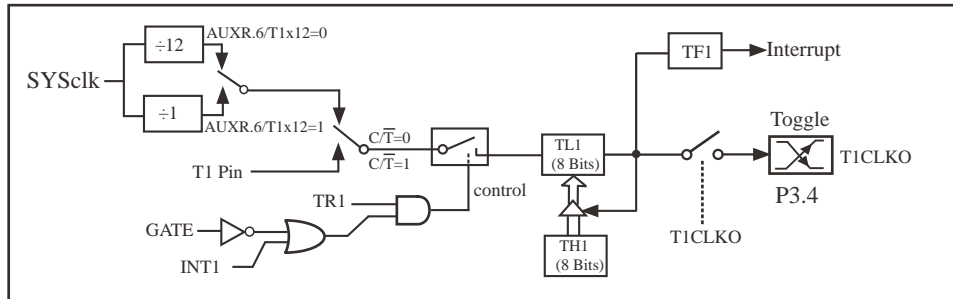 ÷12
AUXR.6/T1x12=0
SYSclk
÷1
AUXR.6/T1x12=1
T1 Pin
C/T̅=0
C/T̅=1
control
TR1
GATE
INT1
TL1
(8 Bits)
TH1
(8 Bits)
TF1
Interrupt
Toggle
T1CLKO
P3.4
T1CLKO